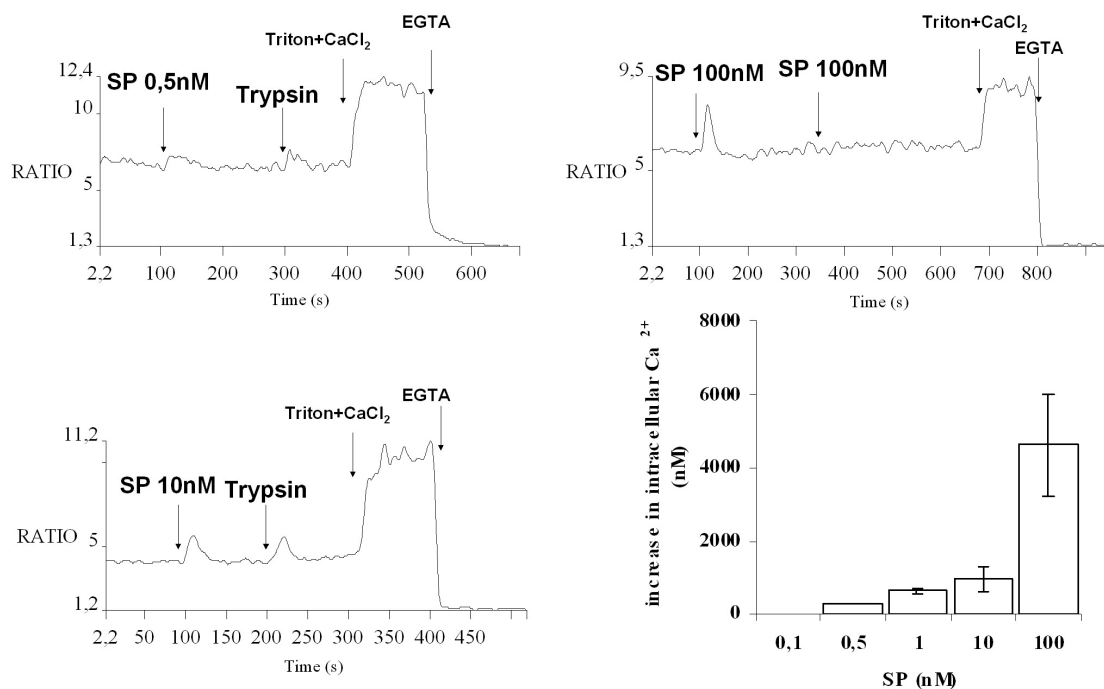 Triton+CaCl2
EGTA
SP 0,5nM
Trypsin
12,4
10
RATIO
5
1,3
2,2 100 200 300 400 500 600
Time (s)
Triton+CaCl2
EGTA
SP 100nM SP 100nM
9,5
RATIO
5
1,3
2,2 100 200 300 400 500 600 700 800
Time (s)
EGTA
Triton+CaCl2
11,2
SP 10nM Trypsin
RATIO
5
1,2
2,2 50 100 150 200 250 300 350 400 450
Time (s)
increase in intracellular Ca 2+
(nM)
8000
6000
4000
2000
0
0,1 0,5 1 10 100
SP (nM)